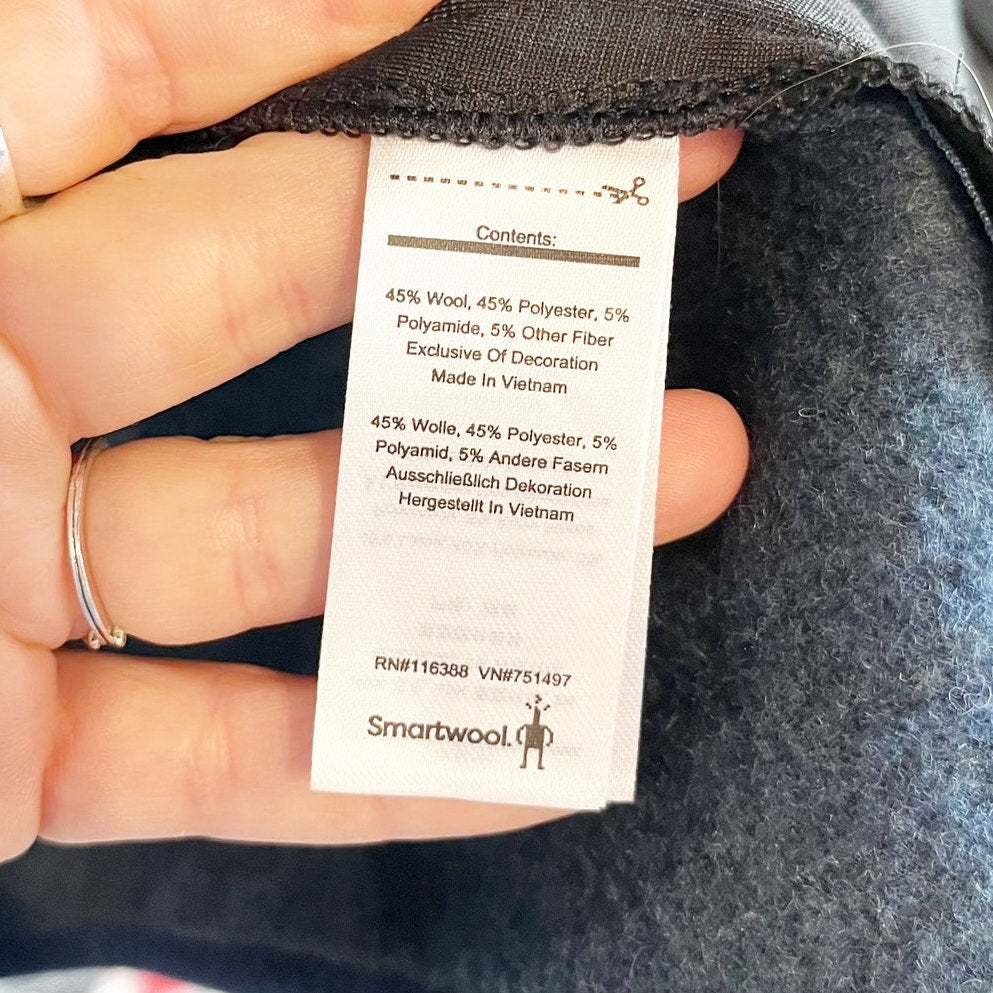 Contents:
45% Wool, 45% Polyester, 5%
Polyamide, 5% Other Fiber
Exclusive Of Decoration
Made In Vietnam
45% Wolle, 45% Polyester, 5%
Polyamid, 5% Andere Fasern
Ausschließlich Dekoration
Hergestellt In Vietnam
RN#116388 VN#751497
Smartwool.